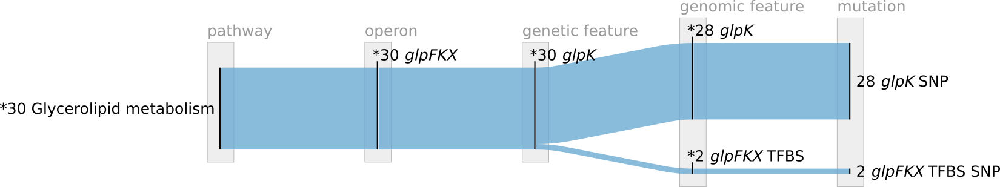 genomic feature
mutation
pathway
operon
genetic feature
*28 glpK
*30 glpFKX
*30 glpK
28 glpK SNP
*30 Glycerolipid metabolism
*2 glpFKX TFBS
2 glpFKX TFBS SNP